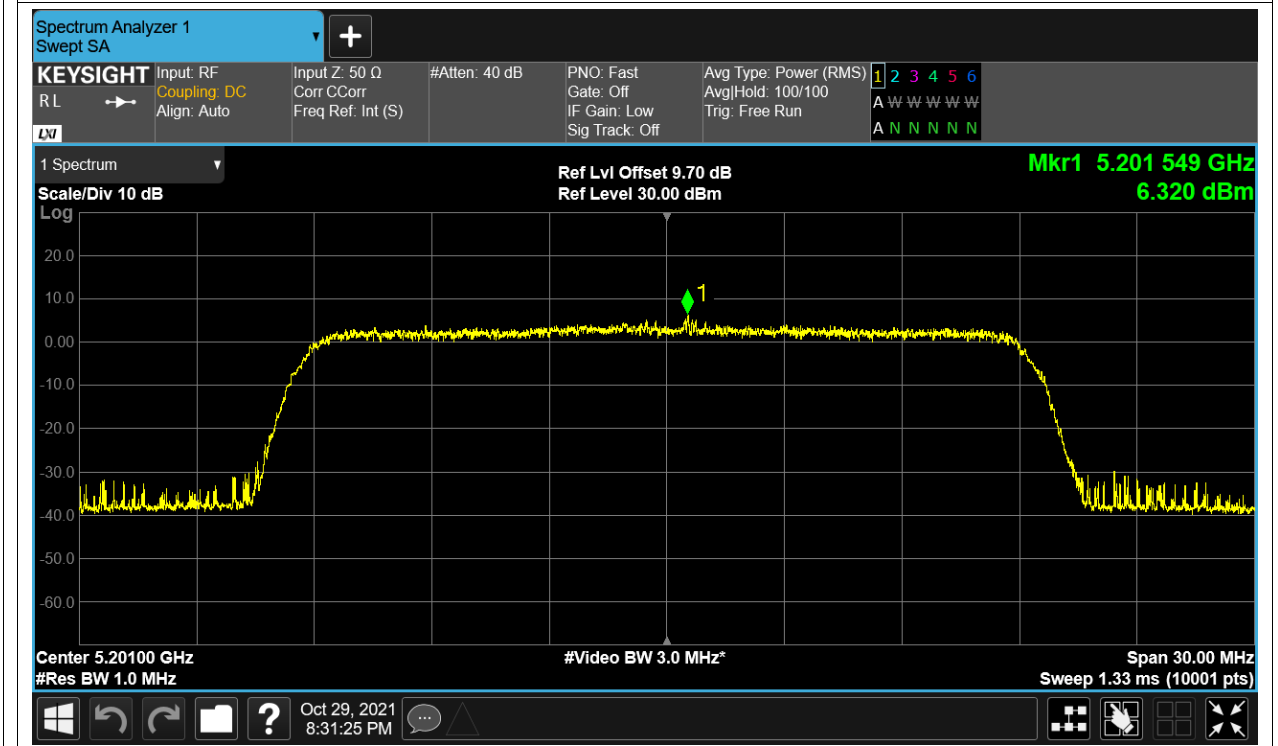 Spectrum Analyzer 1
Swept SA
KEYSIGHT
R L
LXI
Input: RF
Coupling: DC
Align: Auto
Input Z: 50 Ω
Corr CCorr
Freq Ref: Int (S)
#Atten: 40 dB
PNO: Fast
Gate: Off
IF Gain: Low
Sig Track: Off
Avg Type: Power (RMS)
Avg|Hold: 100/100
Trig: Free Run
1 2 3 4 5 6
A W W W W W
A N N N N N
1 Spectrum
Scale/Div 10 dB
Log
Ref Lvl Offset 9.70 dB
Ref Level 30.00 dBm
Mkr1 5.201 549 GHz
6.320 dBm
20.0
10.0
1
0.00
-10.0
-20.0
-30.0
-40.0
-50.0
-60.0
Center 5.20100 GHz
#Res BW 1.0 MHz
#Video BW 3.0 MHz*
Span 30.00 MHz
Sweep 1.33 ms (10001 pts)
?
Oct 29, 2021
8:31:25 PM